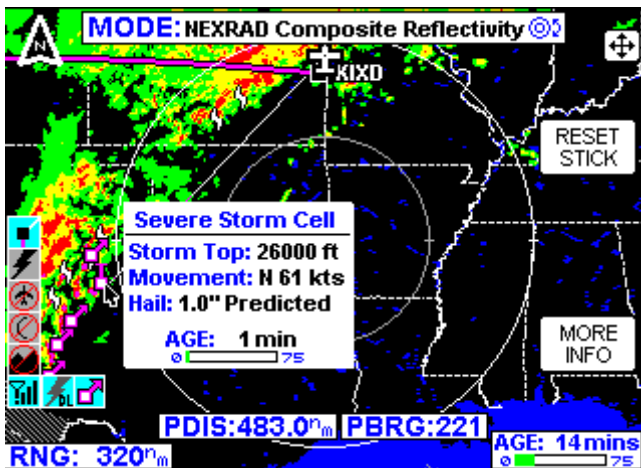 MODE: NEXRAD Composite Reflectivity
N
KIXD
RESET
STICK
Severe Storm Cell
Storm Top: 26000 ft
Movement: N 61 kts
Hail: 1.0" Predicted
AGE: 1 min
0 75
MORE
INFO
DL
PDIS:483.0nm PBRG:221
RNG: 320nm
AGE: 14mins
0 75